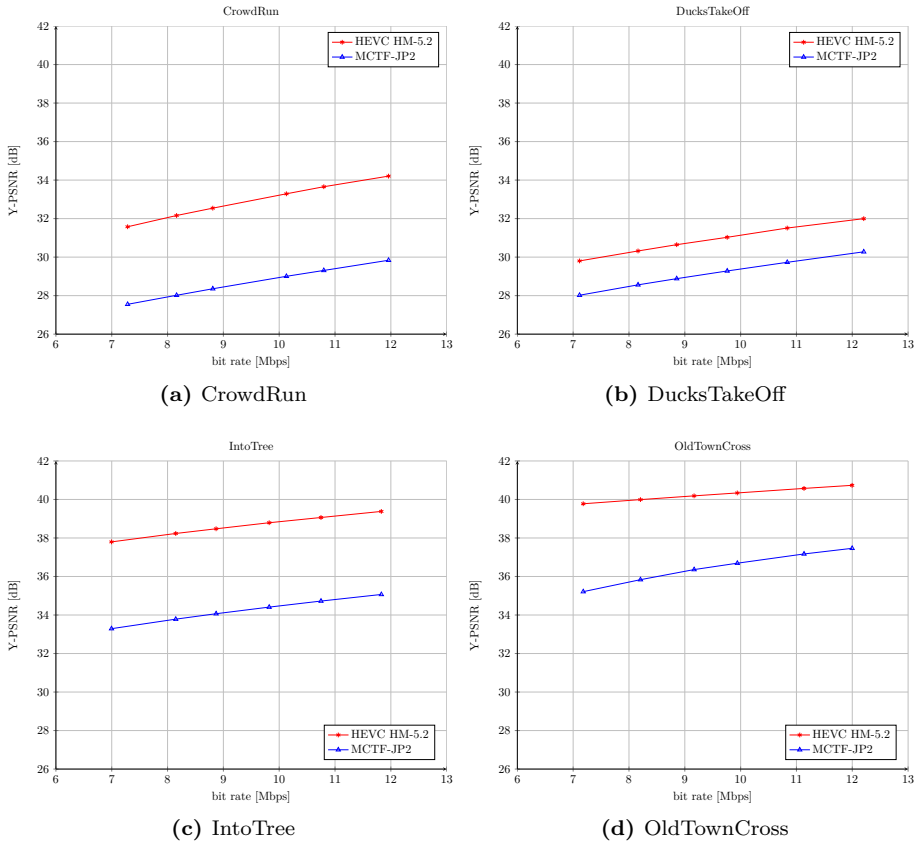 CrowdRun
42
40
38
36
34
32
30
28
26
Y-PSNR [dB]
HEVC HM-5.2
MCTF-JP2
6 7 8 9 10 11 12 13
bit rate [Mbps]
(a) CrowdRun
DucksTakeOff
42
40
38
36
34
32
30
28
26
Y-PSNR [dB]
HEVC HM-5.2
MCTF-JP2
6 7 8 9 10 11 12 13
bit rate [Mbps]
(b) DucksTakeOff
IntoTree
42
40
38
36
34
32
30
28
26
Y-PSNR [dB]
HEVC HM-5.2
MCTF-JP2
6 7 8 9 10 11 12 13
bit rate [Mbps]
(c) IntoTree
OldTownCross
42
40
38
36
34
32
30
28
26
Y-PSNR [dB]
HEVC HM-5.2
MCTF-JP2
6 7 8 9 10 11 12 13
bit rate [Mbps]
(d) OldTownCross